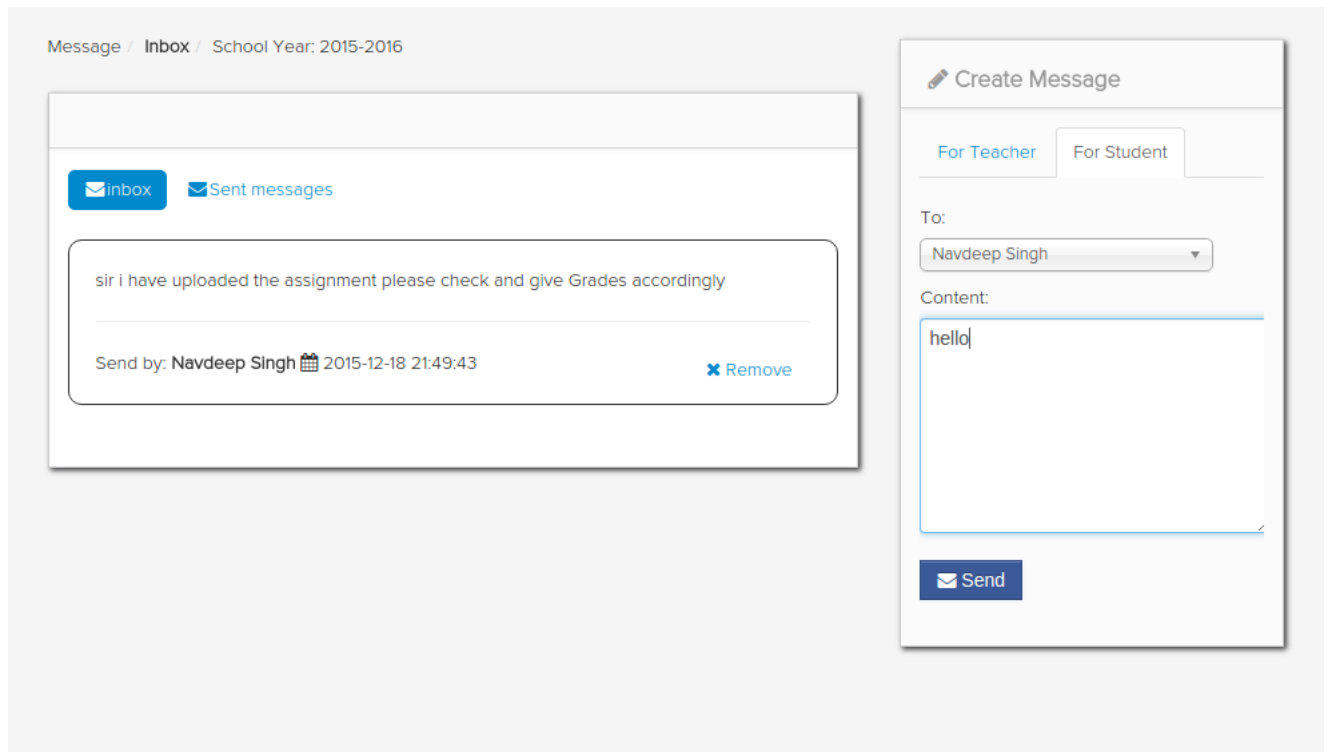 Message / Inbox / School Year: 2015-2016
inbox
Sent messages
sir i have uploaded the assignment please check and give Grades accordingly
Send by: Navdeep Singh 2015-12-18 21:49:43
Remove
Create Message
For Teacher
For Student
To:
Navdeep Singh
Content:
hello
Send